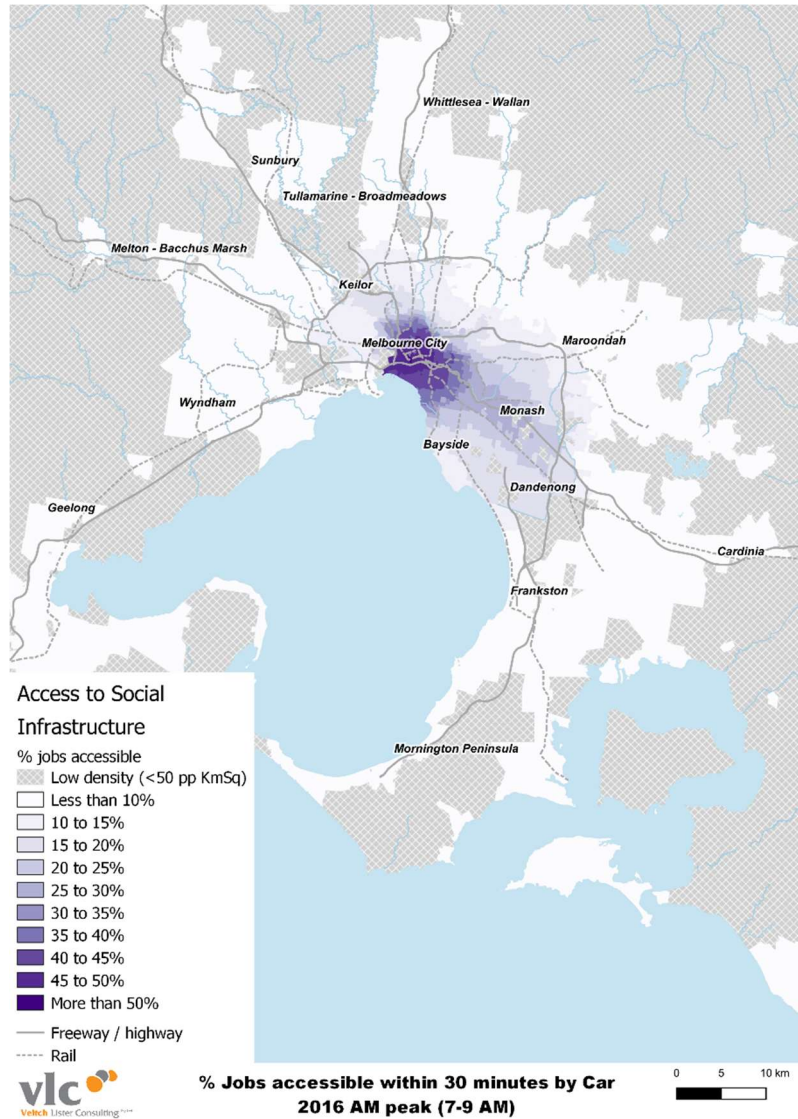 Whittlesea - Wallan
Sunbury
Tullamarine - Broadmeadows
Melton - Bacchus Marsh
Keilor
Melbourne City
Maroondah
Wyndham
Monash
Bayside
Dandenong
Geelong
Cardinia
Frankston
Mornington Peninsula
Access to Social
Infrastructure
% jobs accessible
Low density (<50 pp KmSq)
Less than 10%
10 to 15%
15 to 20%
20 to 25%
25 to 30%
30 to 35%
35 to 40%
40 to 45%
45 to 50%
More than 50%
Freeway / highway
Rail
vlc
Veitch Lister Consulting
% Jobs accessible within 30 minutes by Car
2016 AM peak (7-9 AM)
0 5 10 km